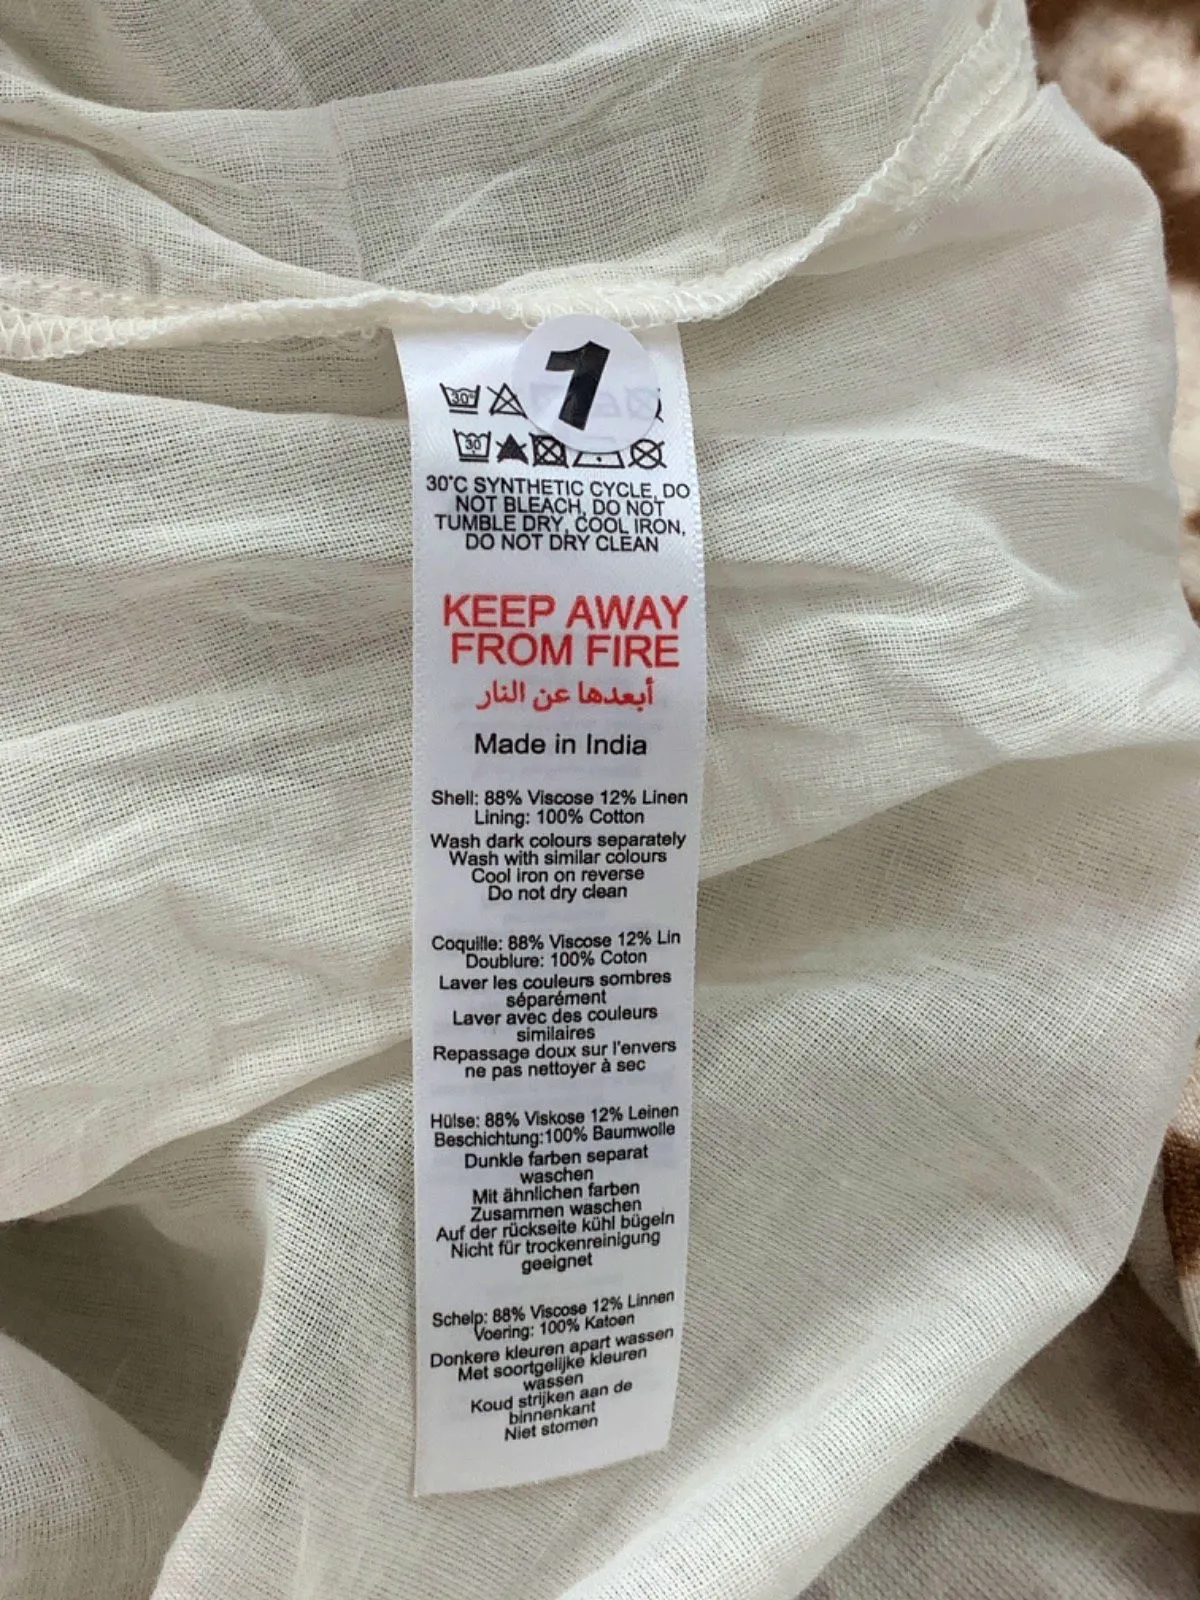 1
30°
30
30°C SYNTHETIC CYCLE, DO
NOT BLEACH, DO NOT
TUMBLE DRY, COOL IRON,
DO NOT DRY CLEAN
KEEP AWAY
FROM FIRE
أبعدها عن النار
Made in India
Shell: 88% Viscose 12% Linen
Lining: 100% Cotton
Wash dark colours separately
Wash with similar colours
Cool iron on reverse
Do not dry clean
Coquille: 88% Viscose 12% Lin
Doublure: 100% Coton
Laver les couleurs sombres
séparément
Laver avec des couleurs
similaires
Repassage doux sur l'envers
ne pas nettoyer à sec
Hülse: 88% Viskose 12% Leinen
Beschichtung:100% Baumwolle
Dunkle farben separat
waschen
Mit ähnlichen farben
Zusammen waschen
Auf der rückseite kühl bügeln
Nicht für trockenreinigung
geeignet
Schelp: 88% Viscose 12% Linnen
Voering: 100% Katoen
Donkere kleuren apart wassen
Met soortgelijke kleuren
wassen
Koud strijken aan de
binnenkant
Niet stomen